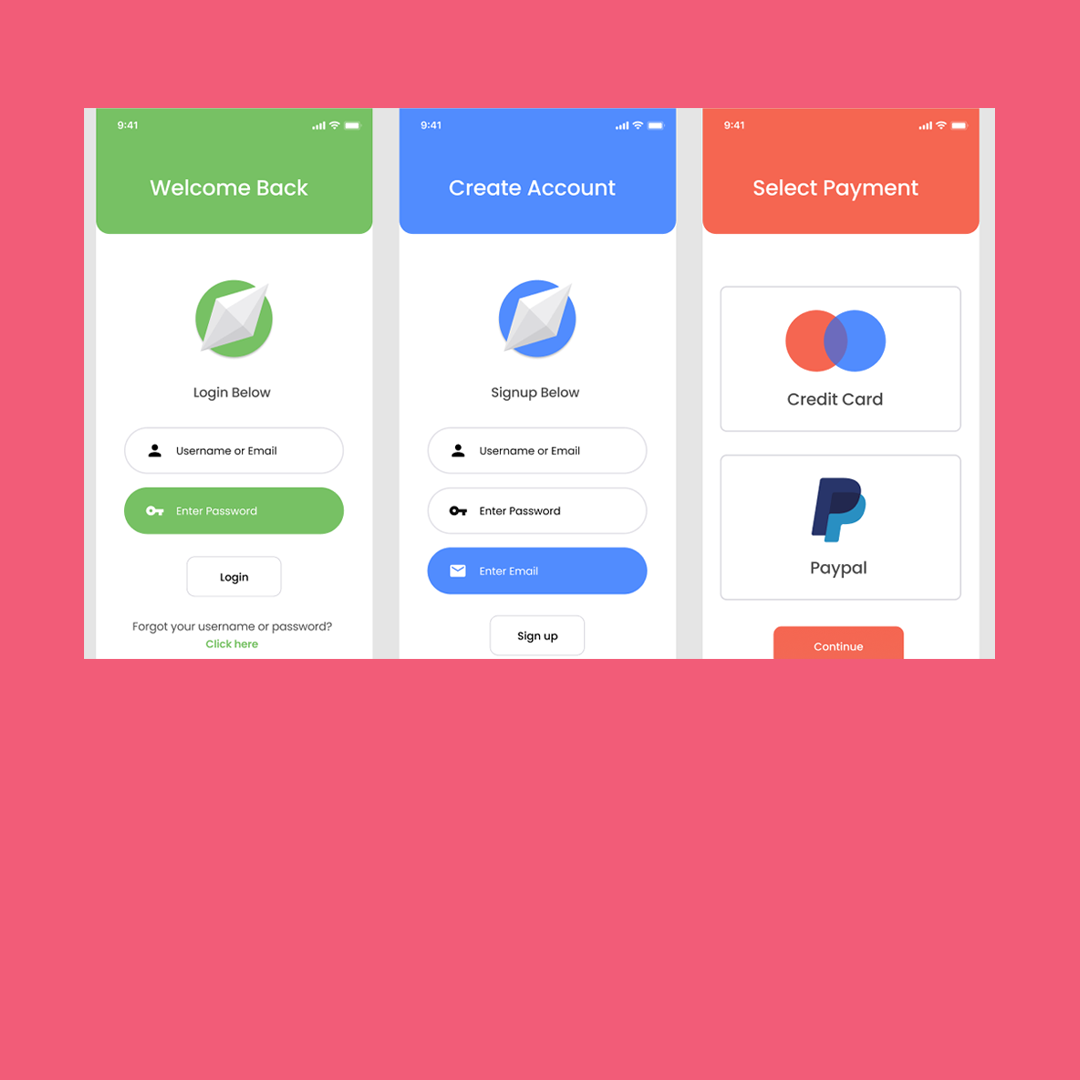 9:41
Welcome Back
Login Below
Username or Email
Enter Password
Login
Forgot your username or password?
Click here
9:41
Create Account
Signup Below
Username or Email
Enter Password
Enter Email
Sign up
9:41
Select Payment
Credit Card
Paypal
Continue